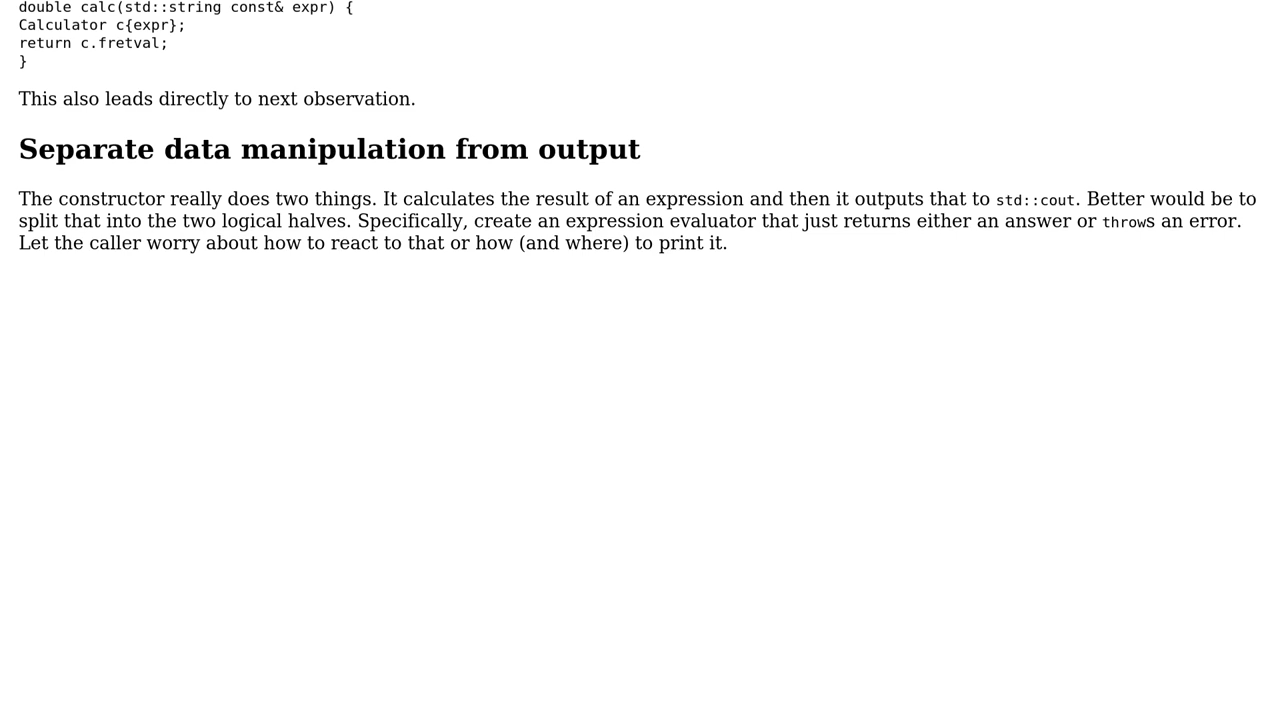 double calc(std::string const& expr) {
Calculator c{expr};
return c.fretval;
}
This also leads directly to next observation.
Separate data manipulation from output
The constructor really does two things. It calculates the result of an expression and then it outputs that to std::cout. Better would be to
split that into the two logical halves. Specifically, create an expression evaluator that just returns either an answer or throws an error.
Let the caller worry about how to react to that or how (and where) to print it.